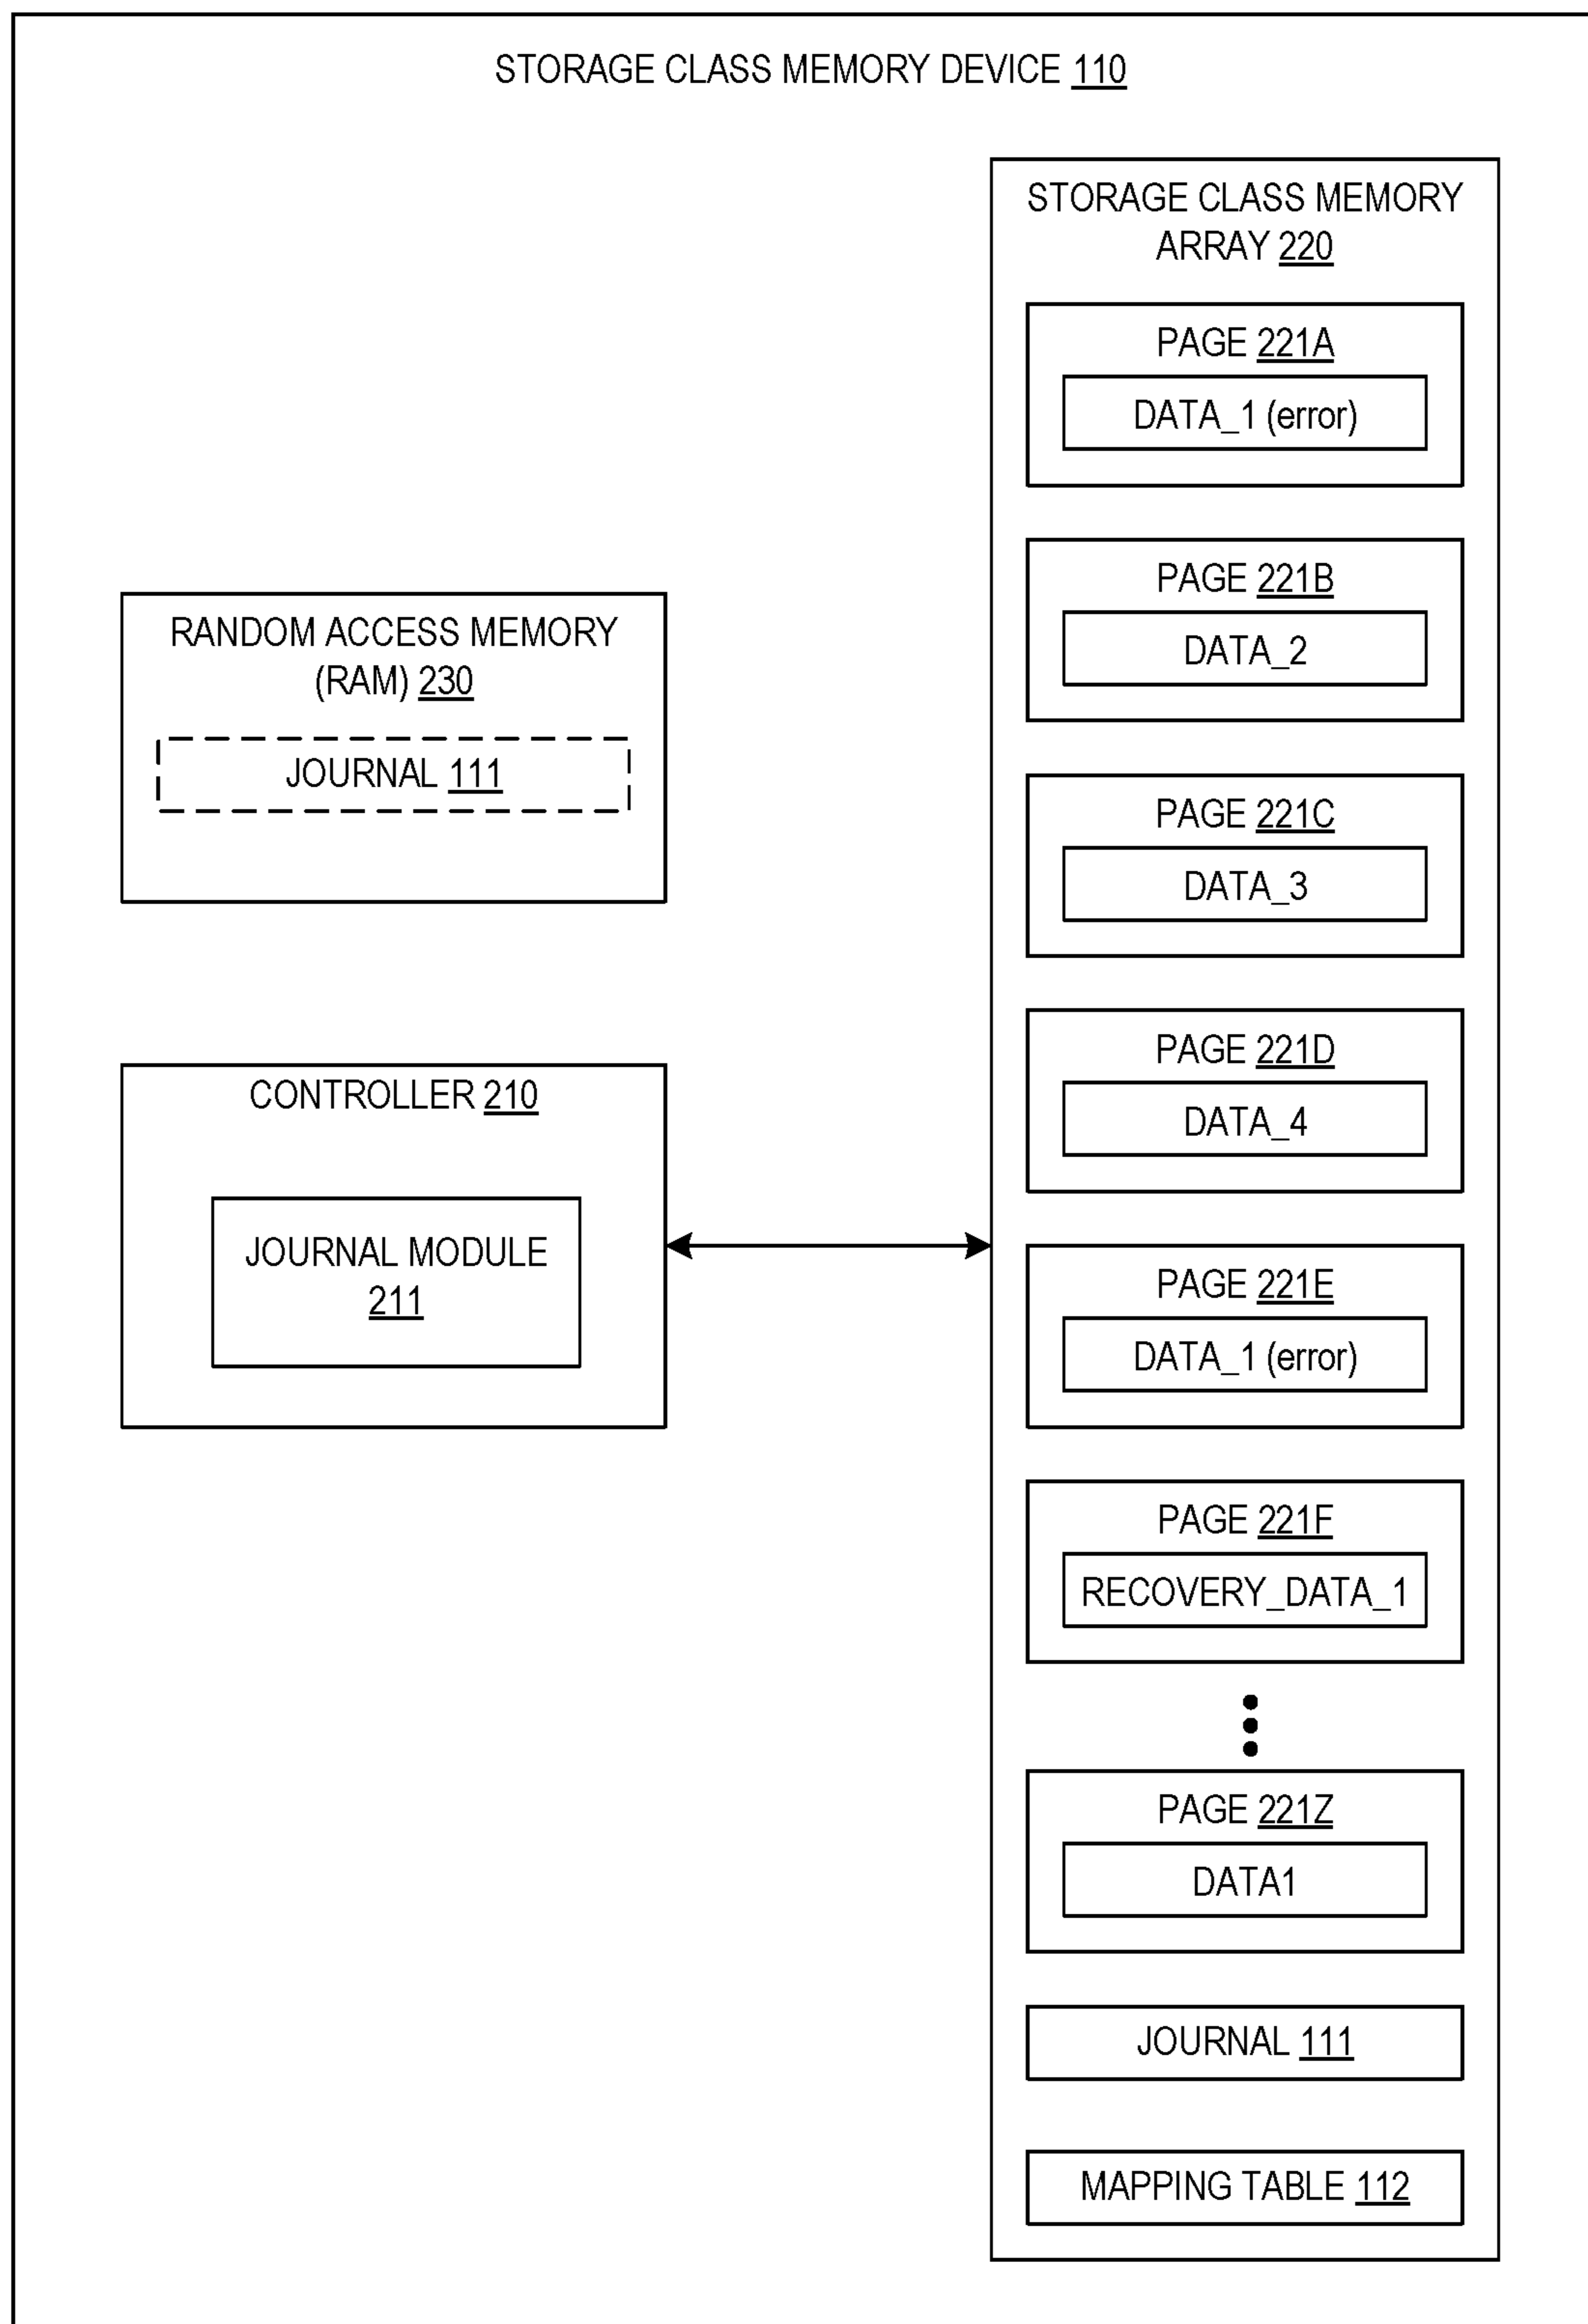 STORAGE CLASS MEMORY DEVICE 110
RANDOM ACCESS MEMORY
(RAM) 230
JOURNAL 111
CONTROLLER 210
JOURNAL MODULE
211
STORAGE CLASS MEMORY
ARRAY 220
PAGE 221A
DATA_1 (error)
PAGE 221B
DATA_2
PAGE 221C
DATA_3
PAGE 221D
DATA_4
PAGE 221E
DATA_1 (error)
PAGE 221F
RECOVERY_DATA_1
PAGE 221Z
DATA1
JOURNAL 111
MAPPING TABLE 112